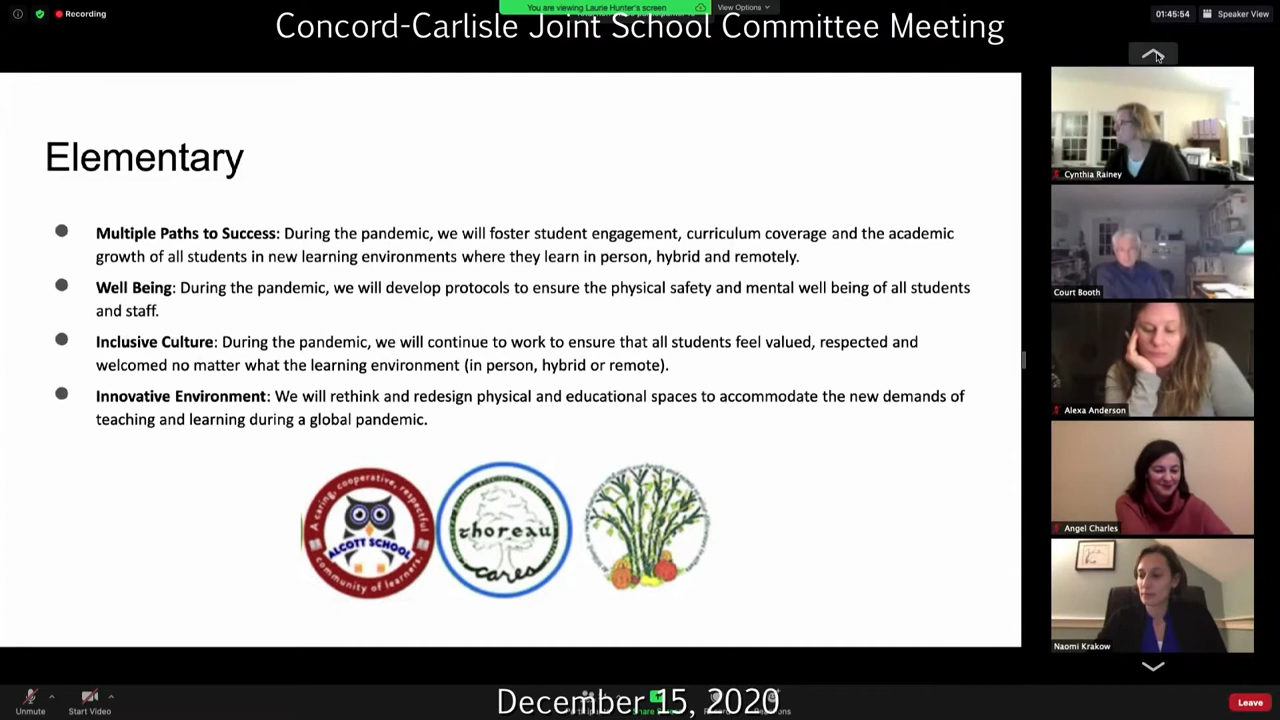 Recording
You are viewing Laurie Hunter's screen
View Options
01:45:54
Speaker View
Concord-Carlisle Joint School Committee Meeting
Elementary
Multiple Paths to Success: During the pandemic, we will foster student engagement, curriculum coverage and the academic
growth of all students in new learning environments where they learn in person, hybrid and remotely.
Well Being: During the pandemic, we will develop protocols to ensure the physical safety and mental well being of all students
and staff.
Inclusive Culture: During the pandemic, we will continue to work to ensure that all students feel valued, respected and
welcomed no matter what the learning environment (in person, hybrid or remote).
Innovative Environment: We will rethink and redesign physical and educational spaces to accommodate the new demands of
teaching and learning during a global pandemic.
A caring, cooperative, respectful
ALCOTT SCHOOL
community of learners.
thoreau
cares
Cynthia Rainey
Court Booth
Alexa Anderson
Angel Charles
Naomi Krakow
Unmute
Start Video
December 15, 2020
Leave